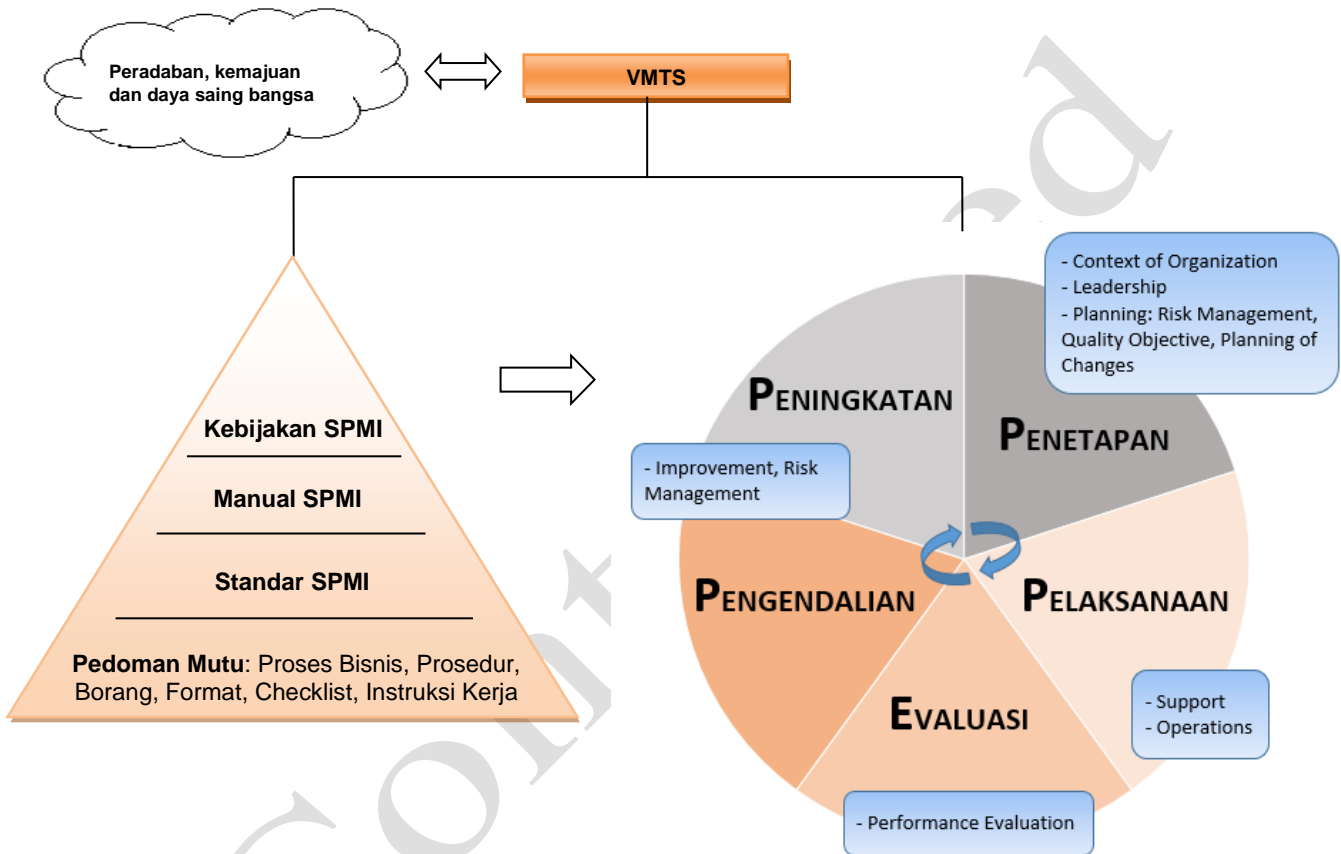 Peradaban, kemajuan
dan daya saing bangsa
VMTS
Kebijakan SPMI
Manual SPMI
Standar SPMI
Pedoman Mutu: Proses Bisnis, Prosedur,
Borang, Format, Checklist, Instruksi Kerja
- Context of Organization
- Leadership
- Planning: Risk Management,
Quality Objective, Planning of
Changes
PENINGKATAN
PENETAPAN
- Improvement, Risk
Management
PENGENDALIAN
PELAKSANAAN
EVALUASI
- Support
- Operations
- Performance Evaluation